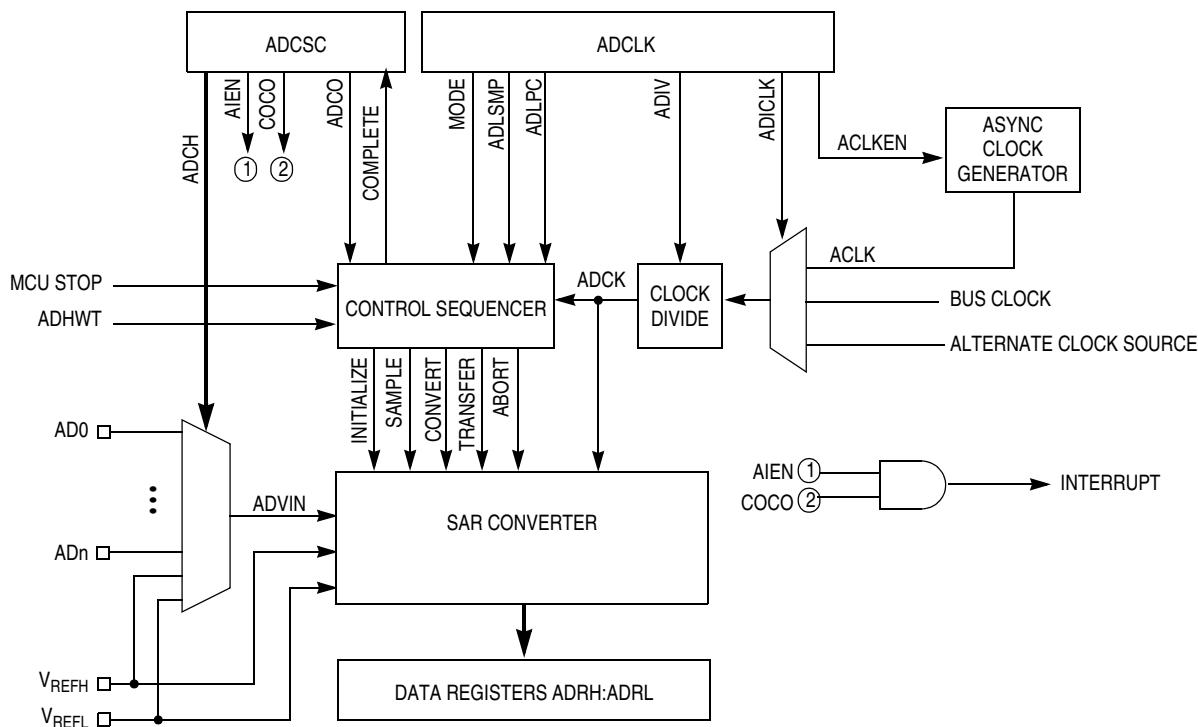 ADCSC
ADCLK
ADCH
AIEN
COCO
ADCO
COMPLETE
MODE
ADLSMP
ADLPC
ADIV
ADICLK
ACLKEN
ASYNC
CLOCK
GENERATOR
1
2
MCU STOP
ADHWT
CONTROL SEQUENCER
ADCK
CLOCK
DIVIDE
ACLK
BUS CLOCK
ALTERNATE CLOCK SOURCE
INITIALIZE
SAMPLE
CONVERT
TRANSFER
ABORT
AD0
•••
ADn
ADVIN
SAR CONVERTER
AIEN 1
COCO 2
INTERRUPT
VREFH
VREFL
DATA REGISTERS ADRH:ADRL